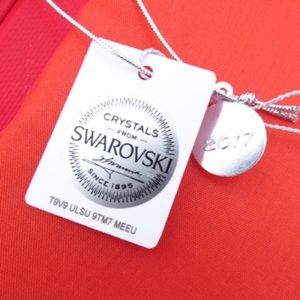 CRYSTALS
FROM
SWAROVSKI
SINCE 1895
T9V9 ULSU 9TM7 MEEU
2017